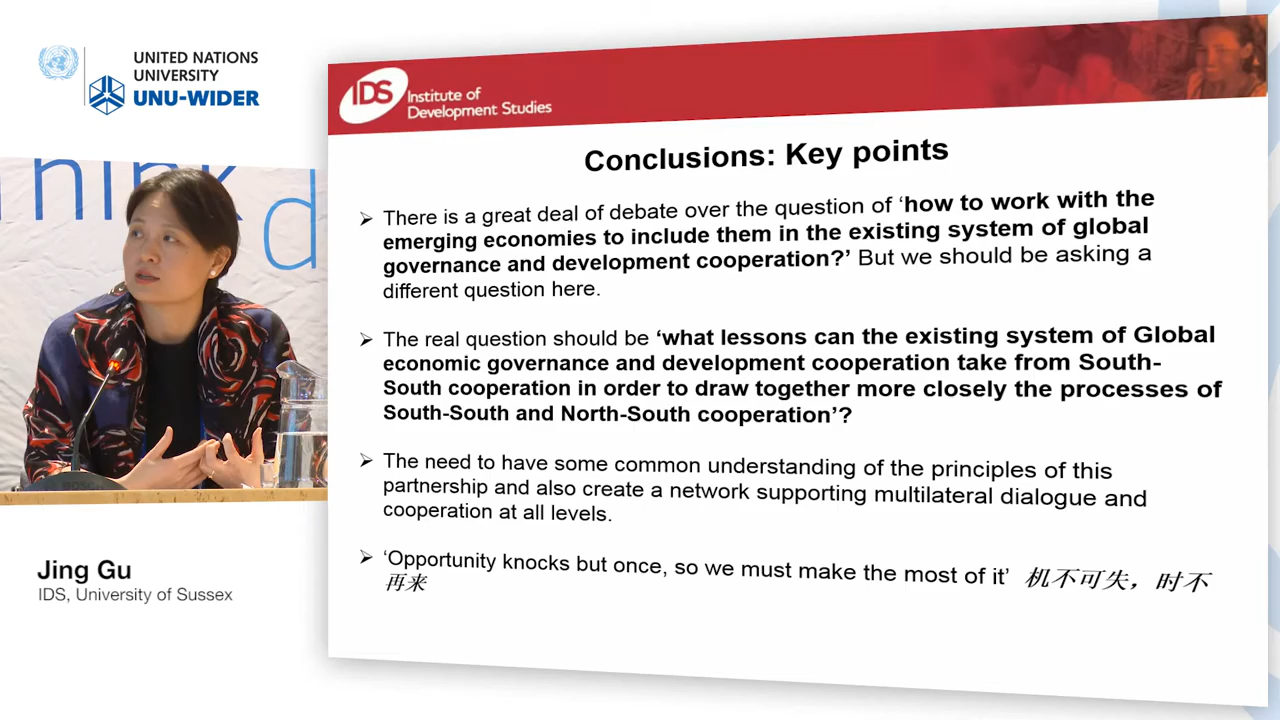 UNITED NATIONS
UNIVERSITY
UNU-WIDER
think
d
BOSCH
Jing Gu
IDS, University of Sussex
IDS
Institute of
Development Studies
Conclusions: Key points
There is a great deal of debate over the question of ‘how to work with the
emerging economies to include them in the existing system of global
governance and development cooperation?’ But we should be asking a
different question here.
The real question should be ‘what lessons can the existing system of Global
economic governance and development cooperation take from South-
South cooperation in order to draw together more closely the processes of
South-South and North-South cooperation’?
The need to have some common understanding of the principles of this
partnership and also create a network supporting multilateral dialogue and
cooperation at all levels.
‘Opportunity knocks but once, so we must make the most of it’ 机不可失，时不
再来